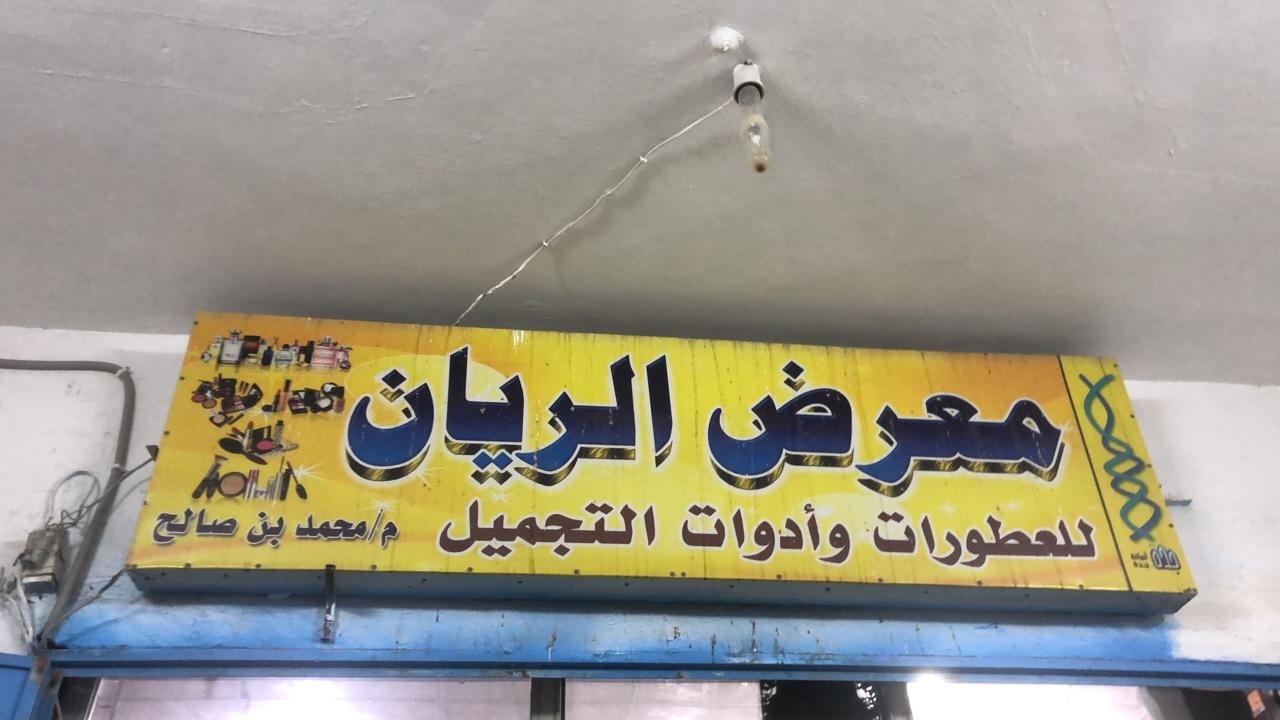 معرض الريان
للعطورات وأدوات التجميل
م/محمد بن صالح